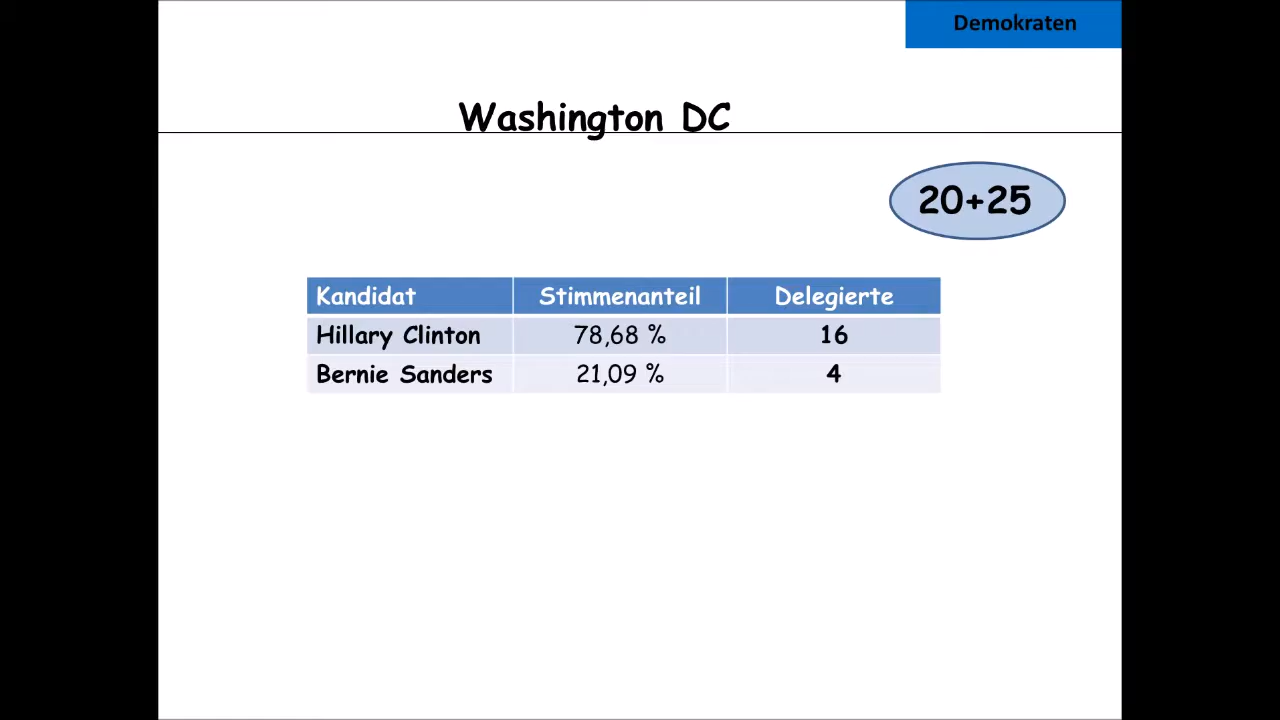 Demokraten
Washington DC
20+25
Kandidat Stimmenanteil Delegierte
Hillary Clinton 78,68 % 16
Bernie Sanders 21,09 % 4